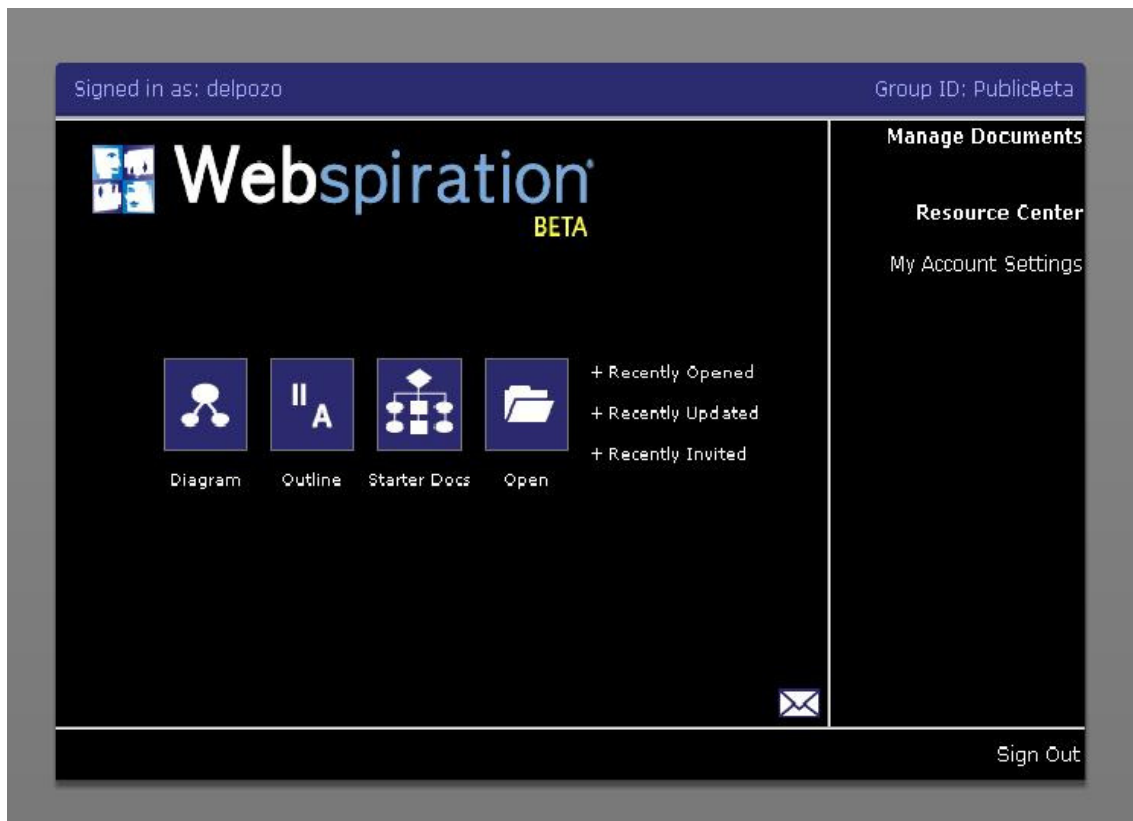 Signed in as: delpozo
Group ID: PublicBeta
Webspiration®
BETA
Manage Documents
Resource Center
My Account Settings
II
A
Diagram
Outline
Starter Docs
Open
+ Recently Opened
+ Recently Updated
+ Recently Invited
Sign Out